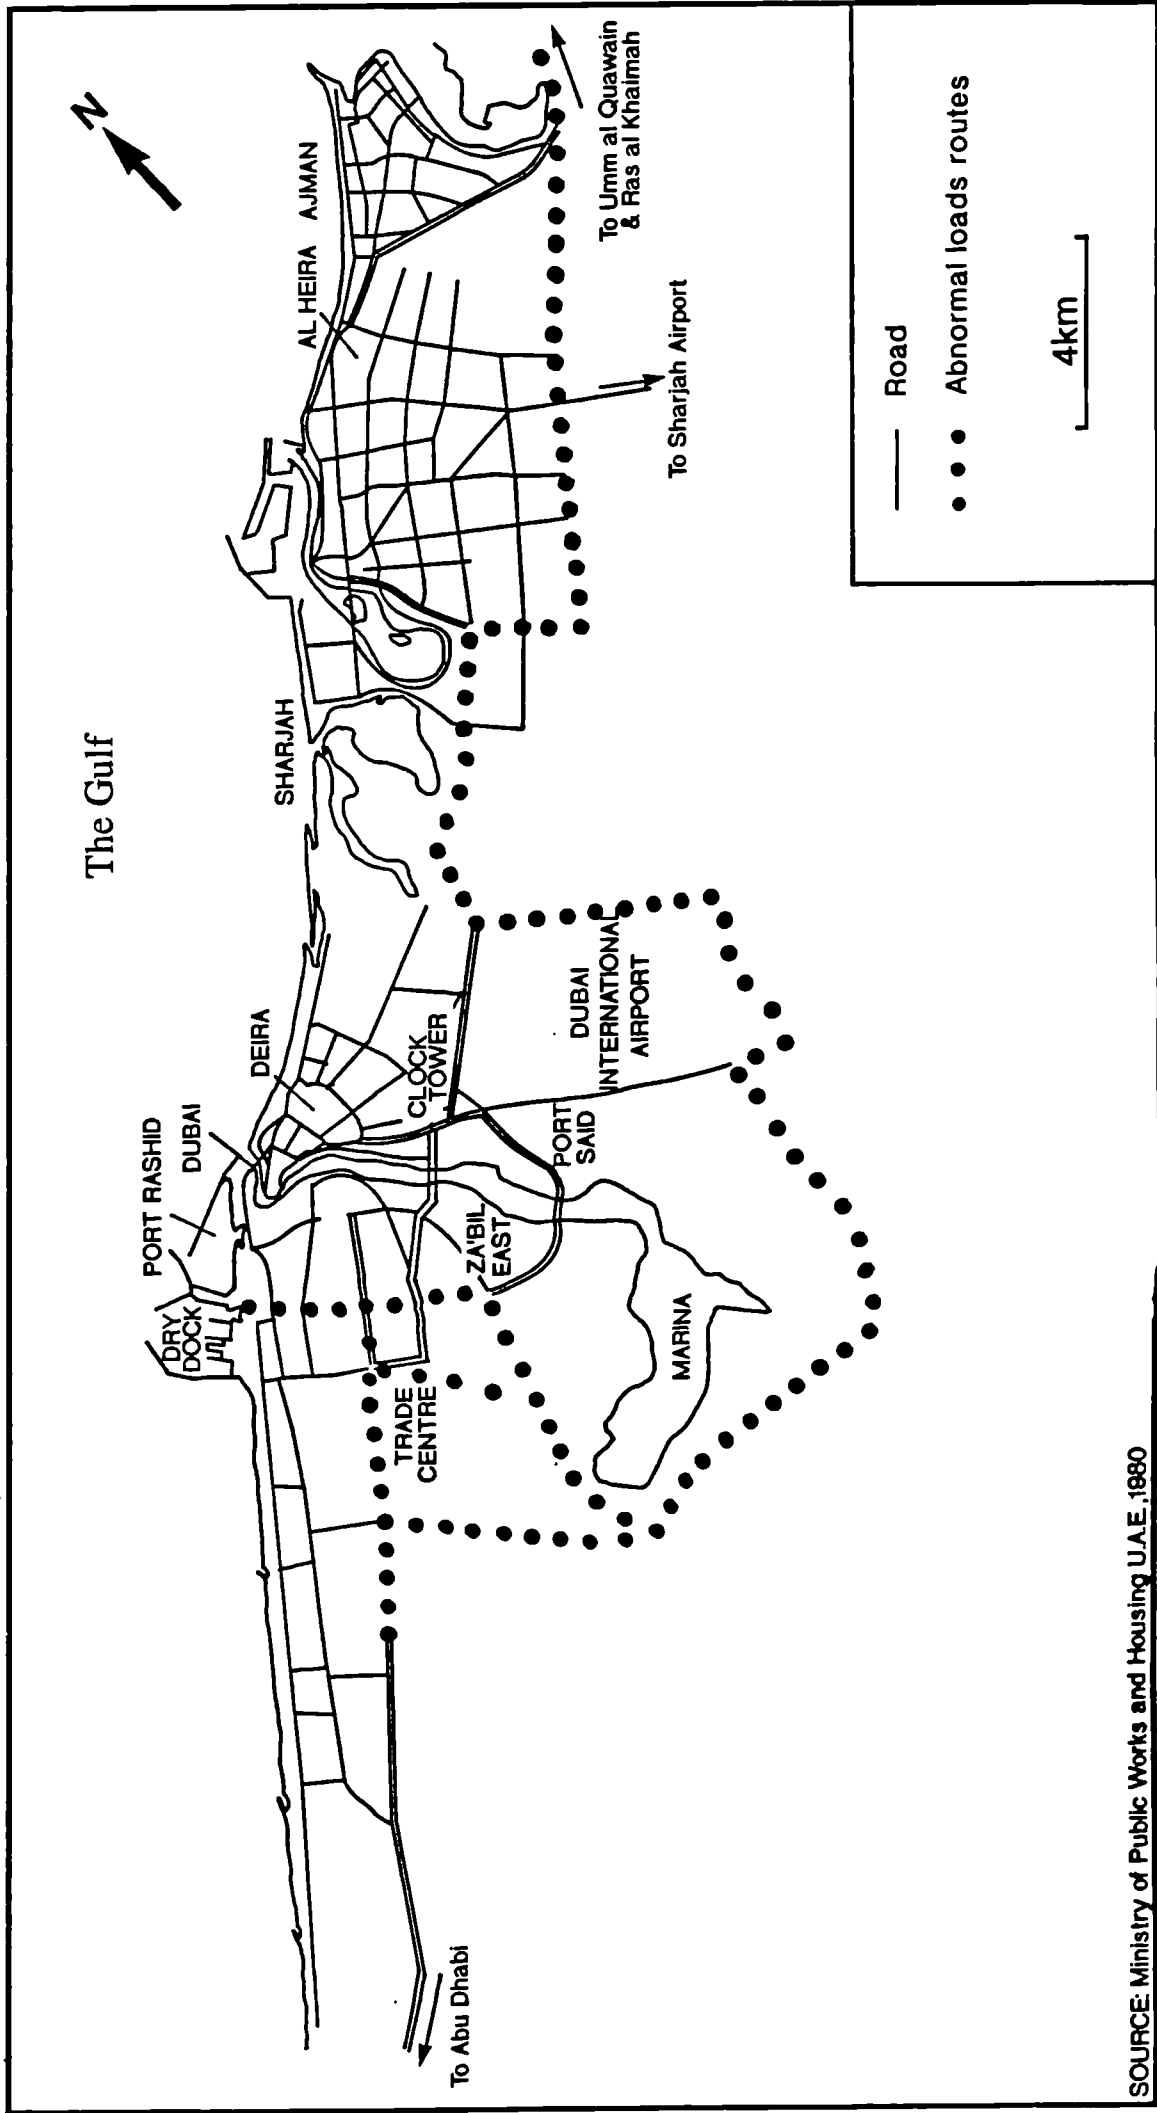 N
The Gulf
PORT RASHID
DUBAI
DEIRA
SHARJAH
AL HEIRA
AJMAN
DRY
DOCK
TRADE
CENTRE
ZA'BIL
EAST
CLOCK
TOWER
PORT
SAID
DUBAI
INTERNATIONAL
AIRPORT
MARINA
To Abu Dhabi
To Sharjah Airport
To Umm al Quawain
& Ras al Khaimah
Road
Abnormal loads routes
4km
SOURCE: Ministry of Public Works and Housing U.A.E,1980